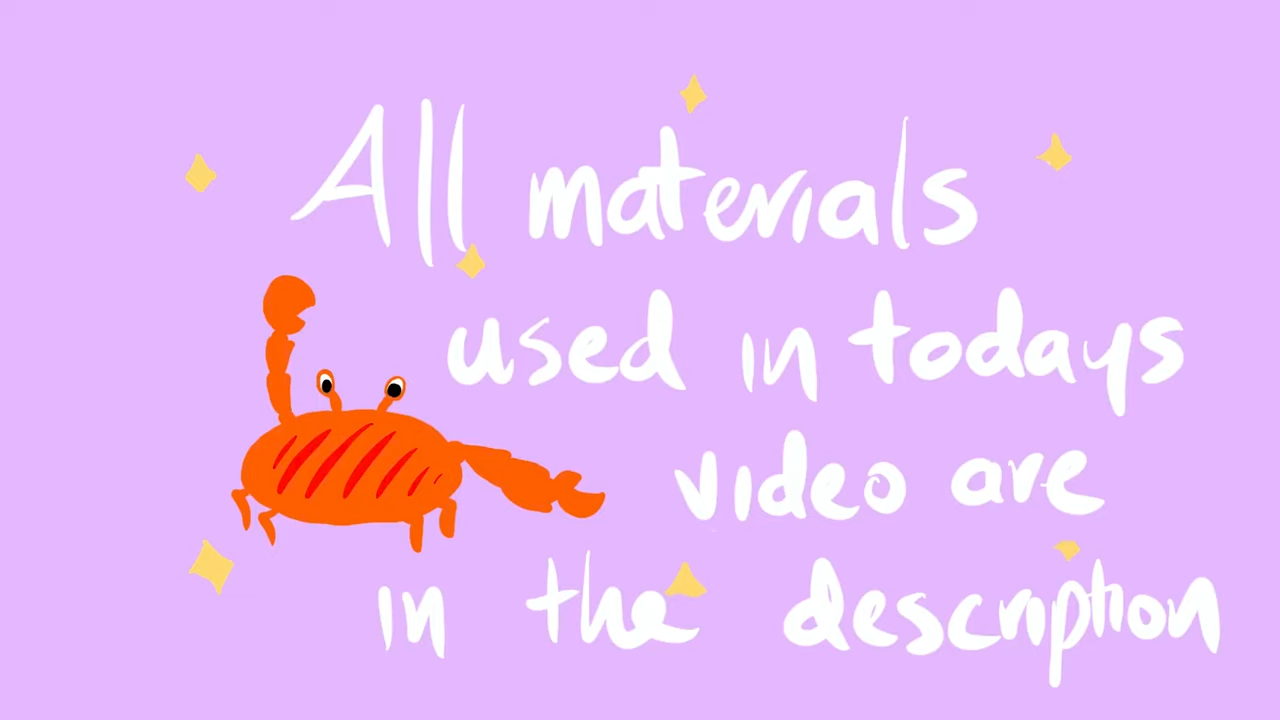 All materials
used in todays
video are
in the description